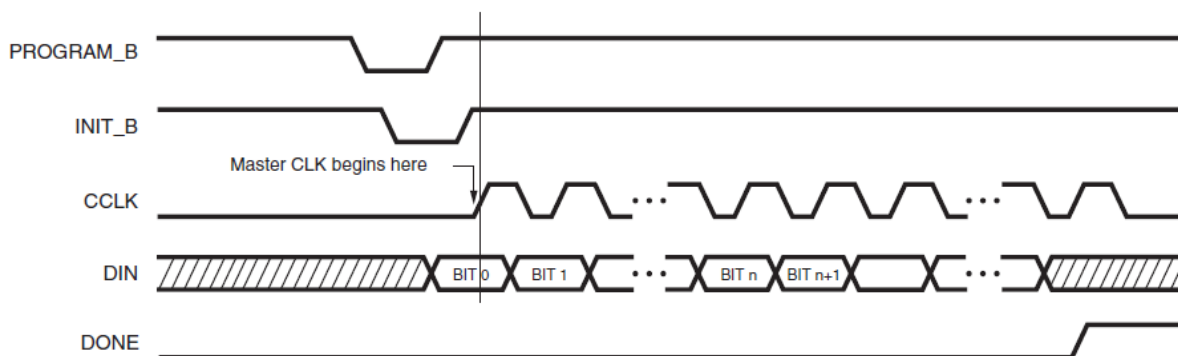 PROGRAM_B
INIT_B
Master CLK begins here
CCLK
DIN
BIT 0
BIT 1
BIT n
BIT n+1
DONE